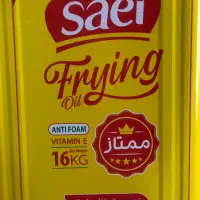 saei
Frying
Oil
ANTI FOAM
VITAMIN E
16KG
ممتاز